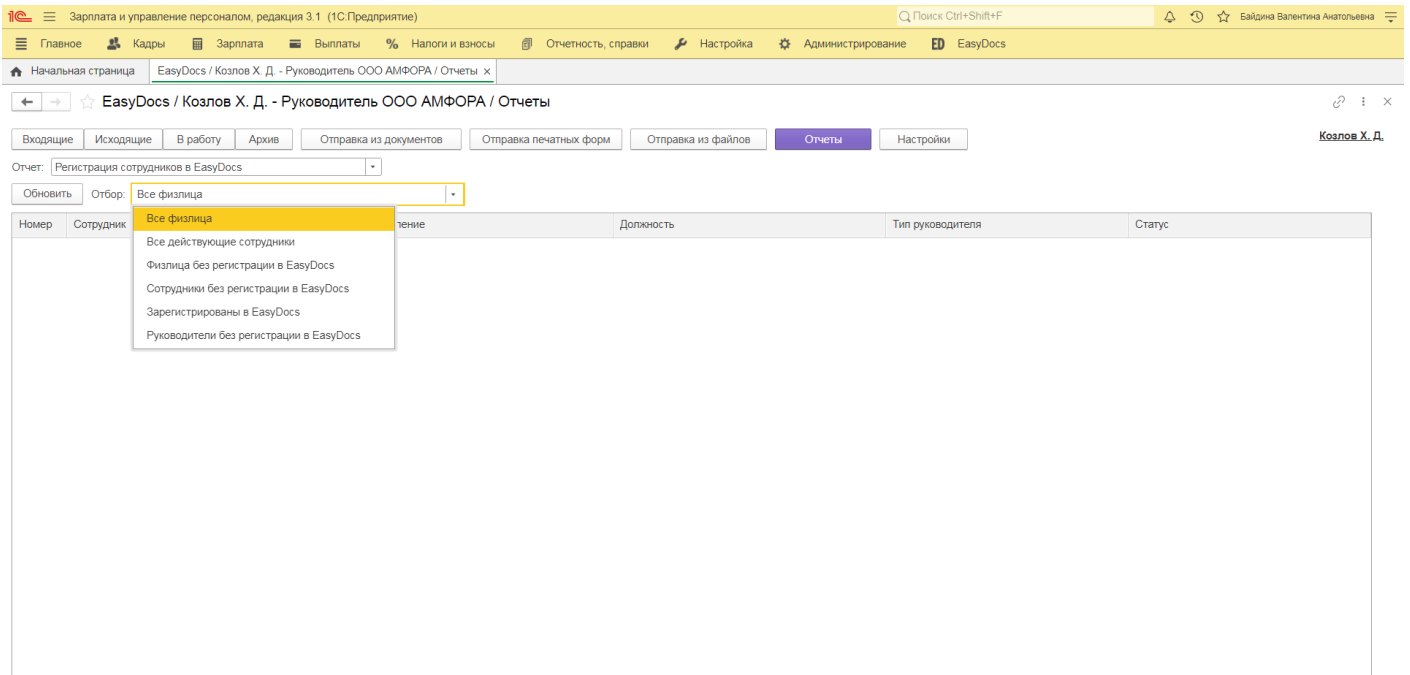 1С Зарплата и управление персоналом, редакция 3.1 (1С:Предприятие) Поиск Ctrl+Shift+F Байдина Валентина Анатольевна
Главное Кадры Зарплата Выплаты % Налоги и взносы Отчетность, справки Настройка Администрирование ED EasyDocs
Начальная страница EasyDocs / Козлов Х. Д. - Руководитель ООО АМФОРА / Отчеты ×
EasyDocs / Козлов Х. Д. - Руководитель ООО АМФОРА / Отчеты
Входящие Исходящие В работу Архив Отправка из документов Отправка печатных форм Отправка из файлов Отчеты Настройки Козлов Х. Д.
Отчет: Регистрация сотрудников в EasyDocs
Обновить Отбор: Все физлица
Номер Сотрудник ление Должность Тип руководителя Статус
Все физлица
Все действующие сотрудники
Физлица без регистрации в EasyDocs
Сотрудники без регистрации в EasyDocs
Зарегистрированы в EasyDocs
Руководители без регистрации в EasyDocs